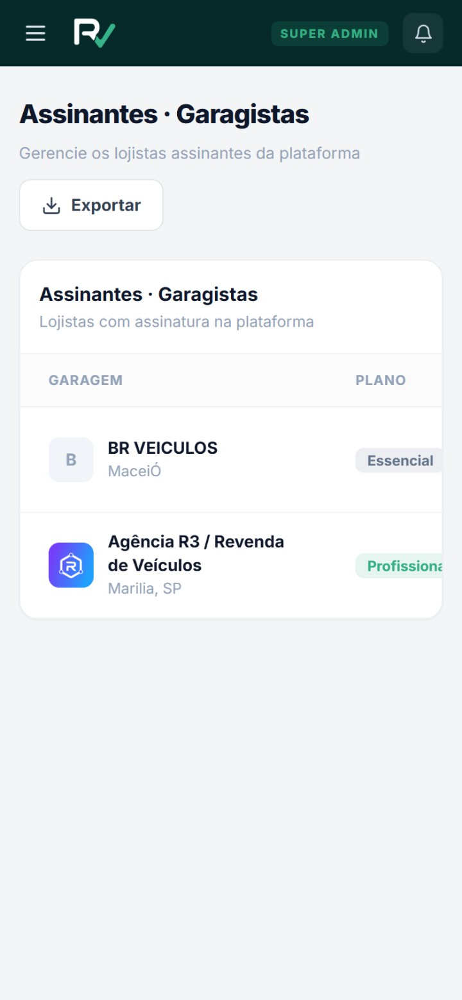 RV
SUPER ADMIN
Assinantes · Garagistas
Gerencie os lojistas assinantes da plataforma
Exportar
Assinantes · Garagistas
Lojistas com assinatura na plataforma
GARAGEM PLANO
B BR VEICULOS Essencial
MaceiÓ
Agência R3 / Revenda
de Veículos
R Profissiona
Marilia, SP